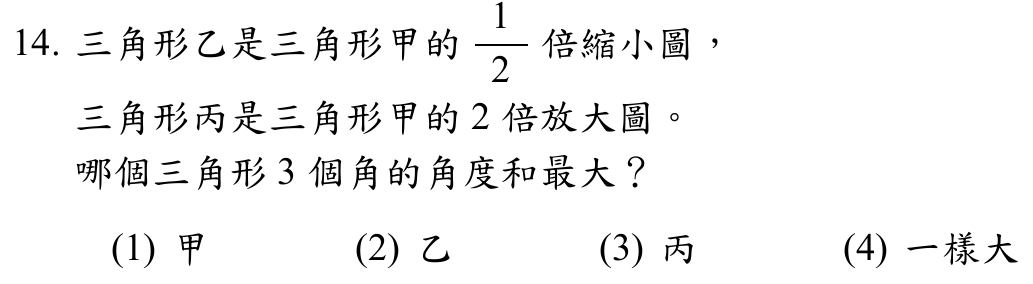 14. 三角形乙是三角形甲的 1/2 倍縮小圖，
三角形丙是三角形甲的 2 倍放大圖。
哪個三角形 3 個角的角度和最大？
(1) 甲 (2) 乙 (3) 丙 (4) 一樣大